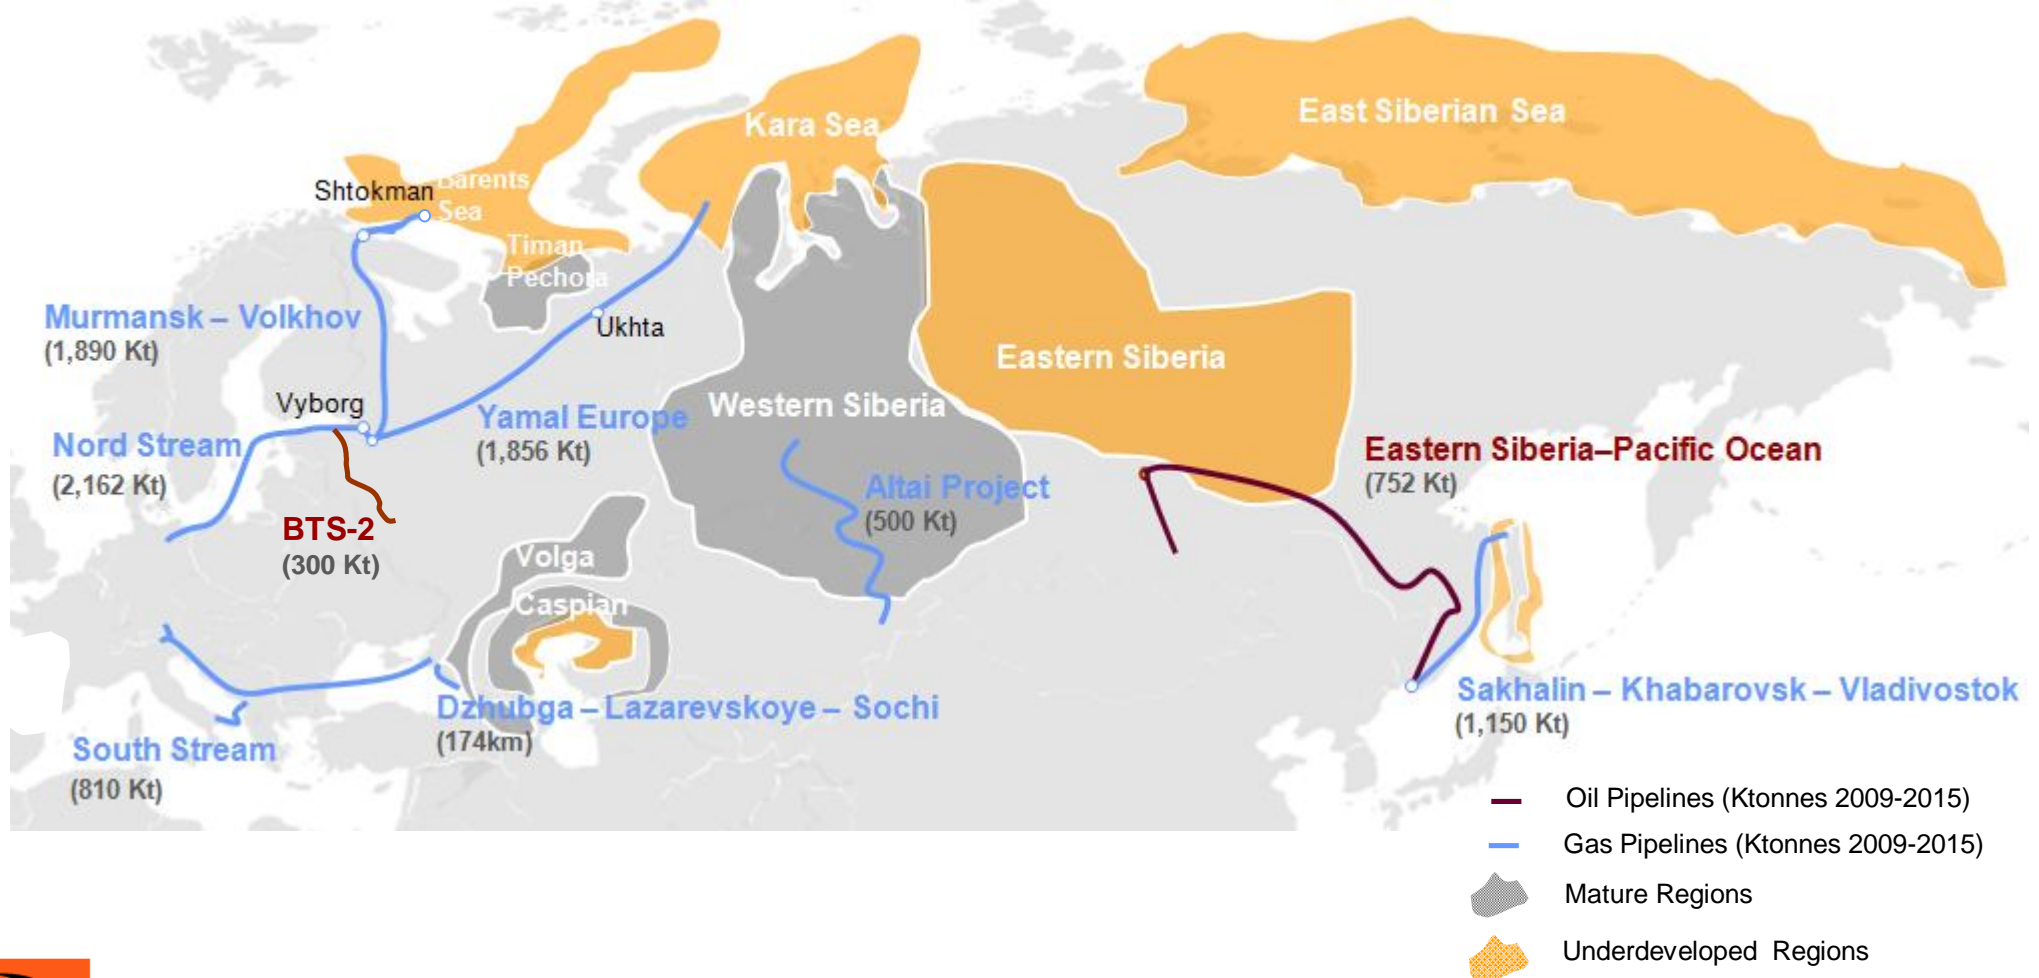 Kara Sea
East Siberian Sea
Shtokman
Barents
Sea
Timan
Pechora
Murmansk – Volkhov
(1,890 Kt)
Ukhta
Eastern Siberia
Vyborg
Yamal Europe
(1,856 Kt)
Western Siberia
Nord Stream
(2,162 Kt)
Eastern Siberia–Pacific Ocean
(752 Kt)
Altai Project
(500 Kt)
BTS-2
(300 Kt)
Volga
Caspian
Dzhubga – Lazarevskoye – Sochi
(174km)
Sakhalin – Khabarovsk – Vladivostok
(1,150 Kt)
South Stream
(810 Kt)
Oil Pipelines (Ktonnes 2009-2015)
Gas Pipelines (Ktonnes 2009-2015)
Mature Regions
Underdeveloped Regions